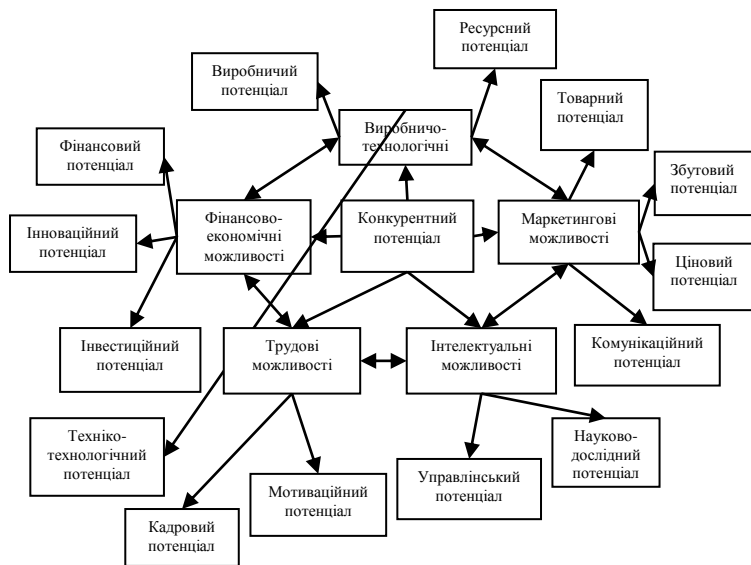 Ресурсний
потенціал
Виробничий
потенціал
Товарний
потенціал
Виробничо-
технологічні
Фінансовий
потенціал
Збутовий
потенціал
Інноваційний
потенціал
Фінансово-
економічні
можливості
Конкурентний
потенціал
Маркетингові
можливості
Ціновий
потенціал
Інвестиційний
потенціал
Трудові
можливості
Інтелектуальні
можливості
Комунікаційний
потенціал
Техніко-
технологічний
потенціал
Науково-
дослідний
потенціал
Мотиваційний
потенціал
Управлінський
потенціал
Кадровий
потенціал